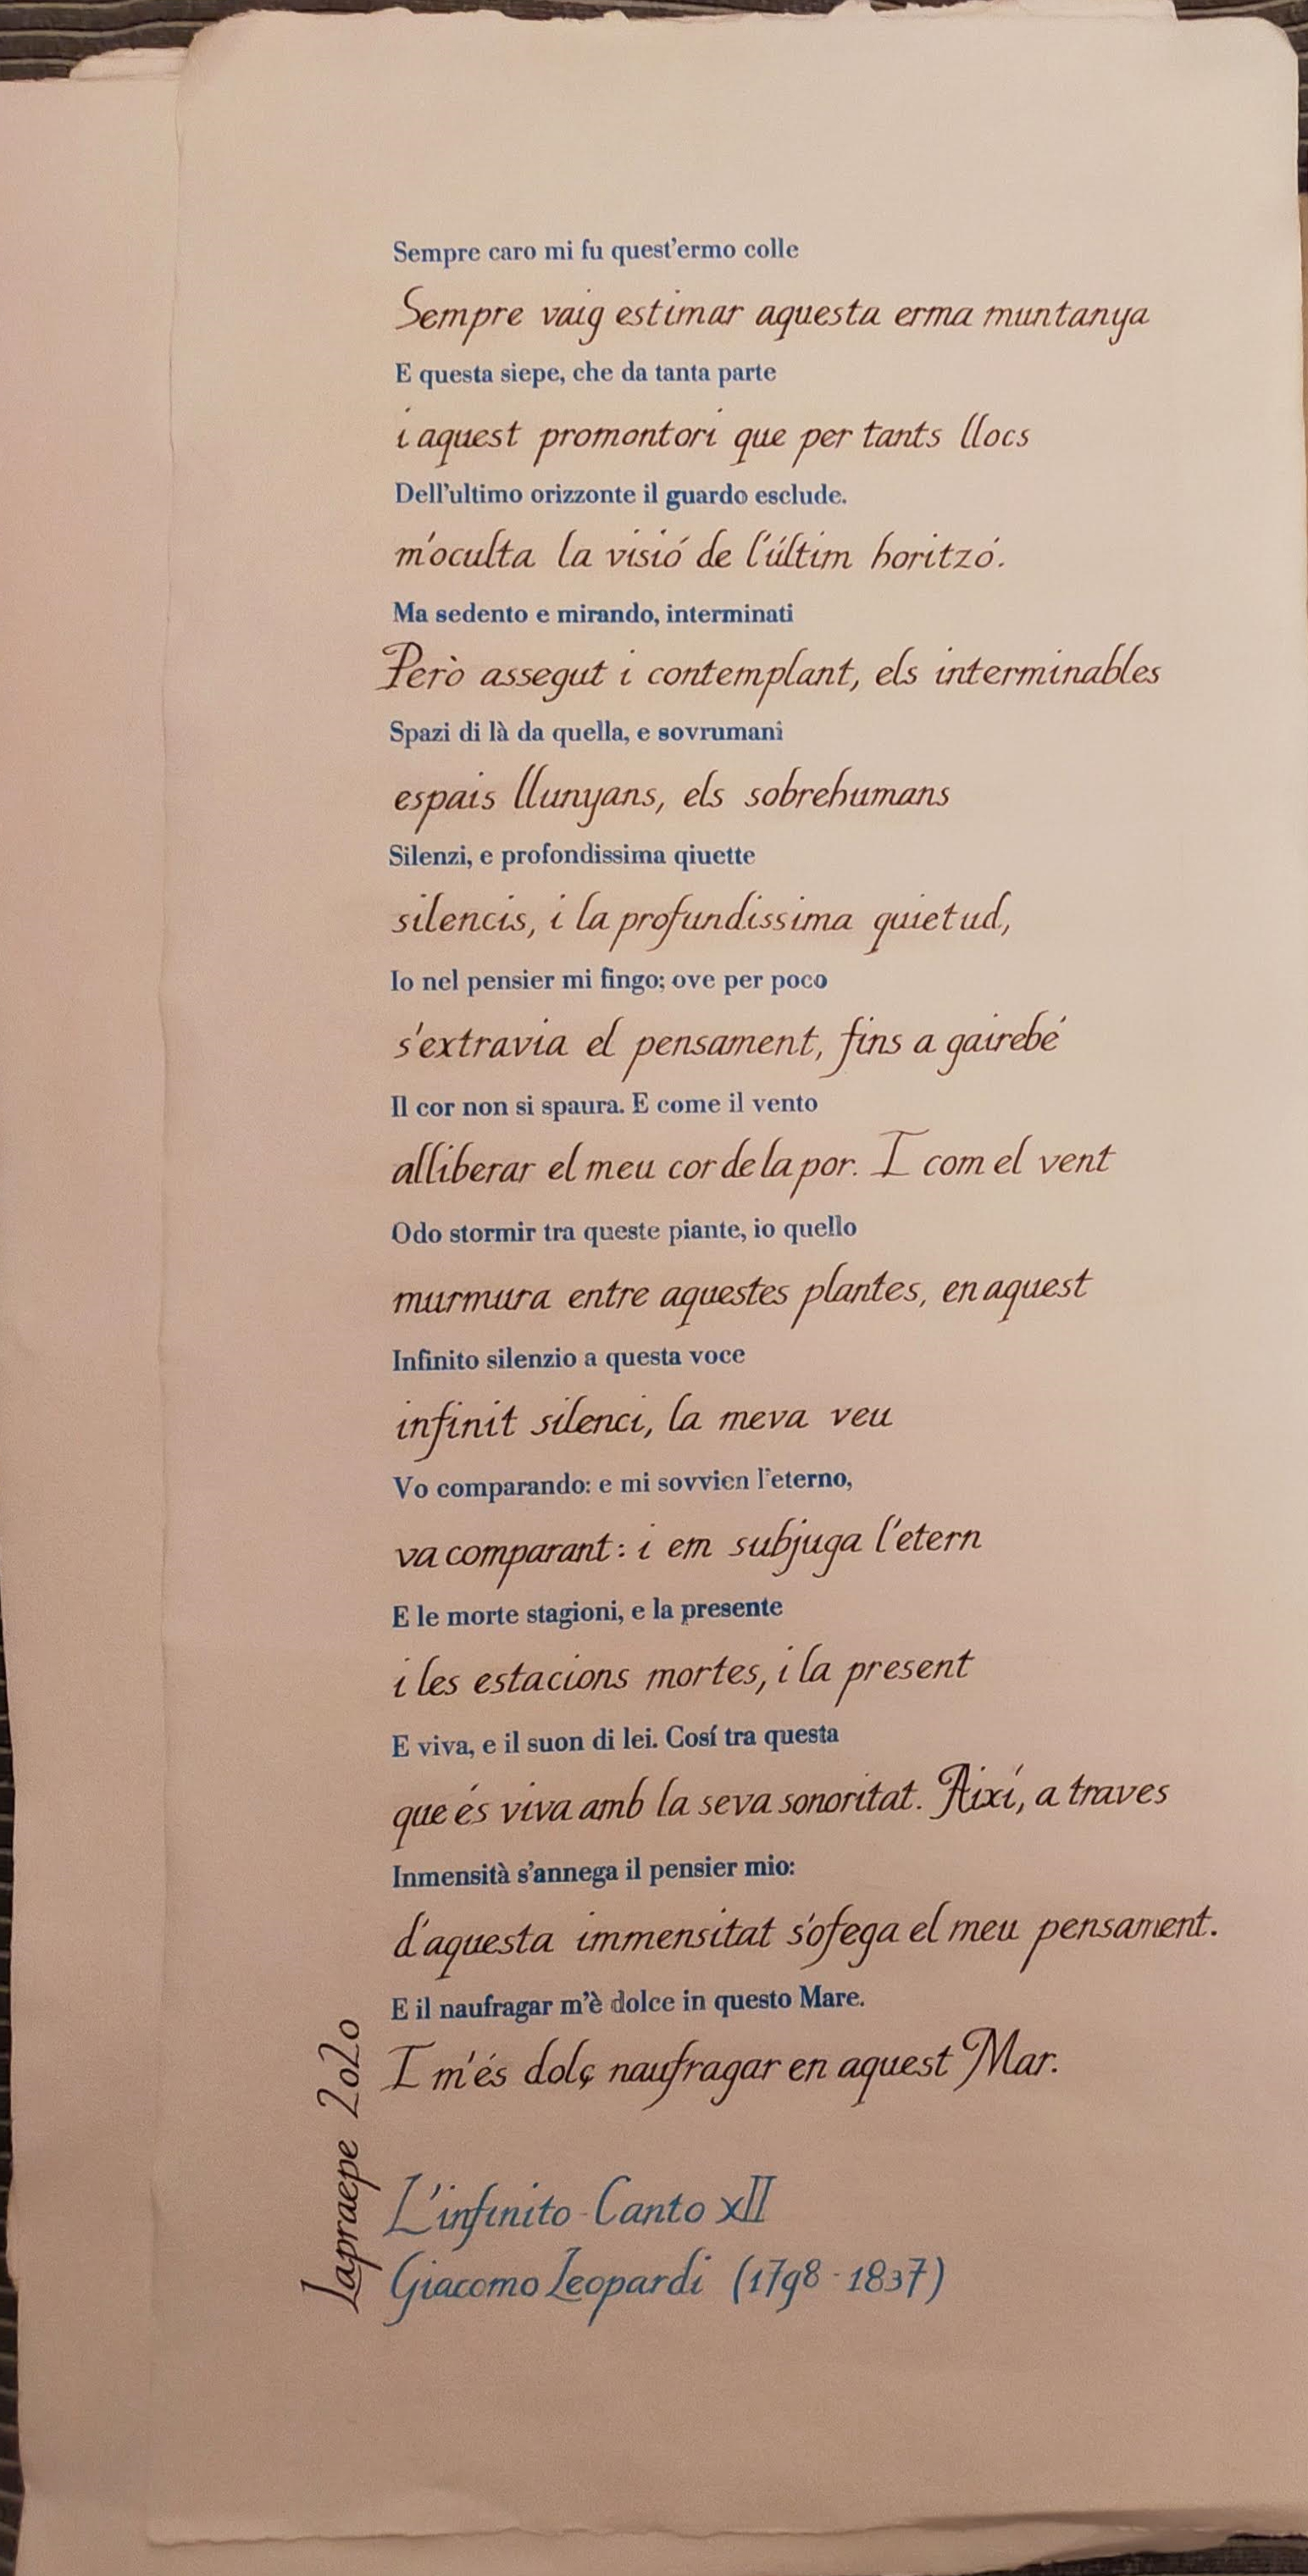 Sempre caro mi fu quest'ermo colle
Sempre vaig estimar aquesta erma muntanya
E questa siepe, che da tanta parte
i aquest promontori que per tants llocs
Dell'ultimo orizzonte il guardo esclude.
m'oculta la visió de l'últim horitzó.
Ma sedento e mirando, interminati
Però assegut i contemplant, els interminables
Spazi di là da quella, e sovrumani
espais llunyans, els sobrehumans
Silenzi, e profondissima qiuette
silencis, i la profundissima quietud,
Io nel pensier mi fingo; ove per poco
s'extravia el pensament, fins a gairebé
Il cor non si spaura. E come il vento
alliberar el meu cor de la por. I com el vent
Odo stormir tra queste piante, io quello
murmura entre aquestes plantes, en aquest
Infinito silenzio a questa voce
infinit silenci, la meva veu
Vo comparando: e mi sovvien l'eterno,
va comparant: i em subjuga l'etern
E le morte stagioni, e la presente
i les estacions mortes, i la present
E viva, e il suon di lei. Cosí tra questa
que és viva amb la seva sonoritat. Així, a traves
Inmensità s'annega il pensier mio:
d'aquesta immensitat s'ofega el meu pensament.
E il naufragar m'è dolce in questo Mare.
I m'és dolç naufragar en aquest Mar.
L'infinito - Canto XII
Giacomo Leopardi (1798 - 1837)
Lapraepe 2020